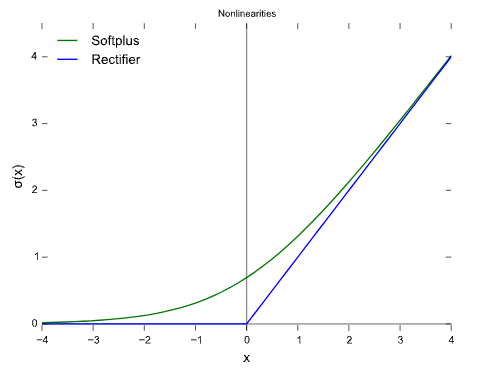 Nonlinearities
Softplus
Rectifier
4
3
2
1
0
σ(x)
−4 −3 −2 −1 0 1 2 3 4
x